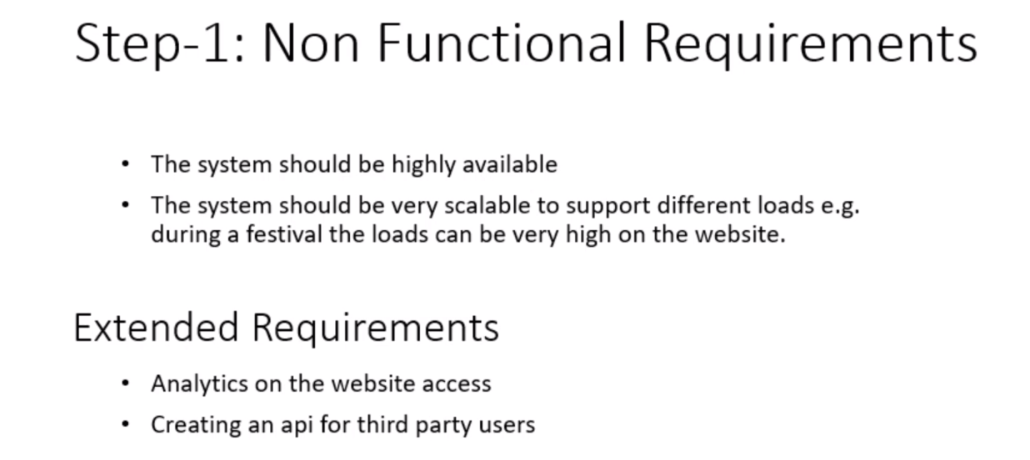 Step-1: Non Functional Requirements
• The system should be highly available
• The system should be very scalable to support different loads e.g.
during a festival the loads can be very high on the website.
Extended Requirements
• Analytics on the website access
• Creating an api for third party users